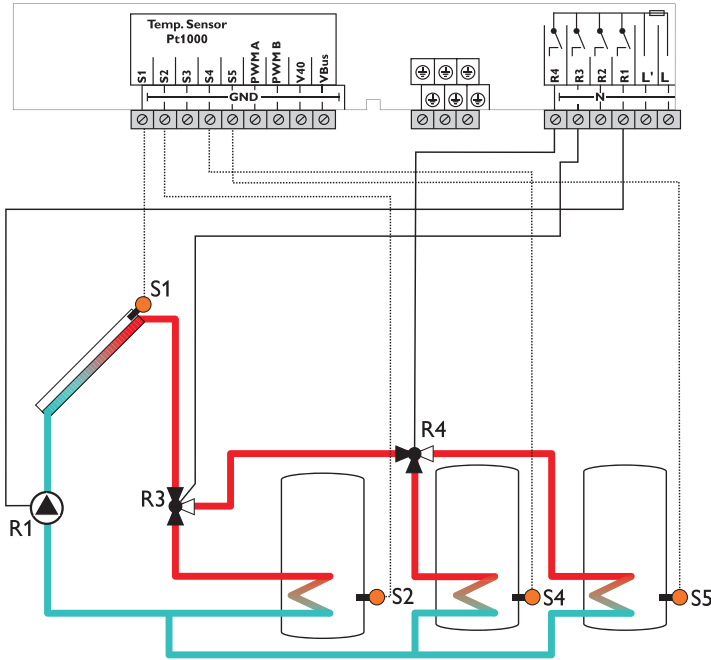 Temp. Sensor
Pt1000
S1
S2
S3
S4
S5
PWM A
PWM B
V40
VBus
GND
R4
R3
R2
R1
L'
L
N
S1
R4
R3
R1
S2
S4
S5